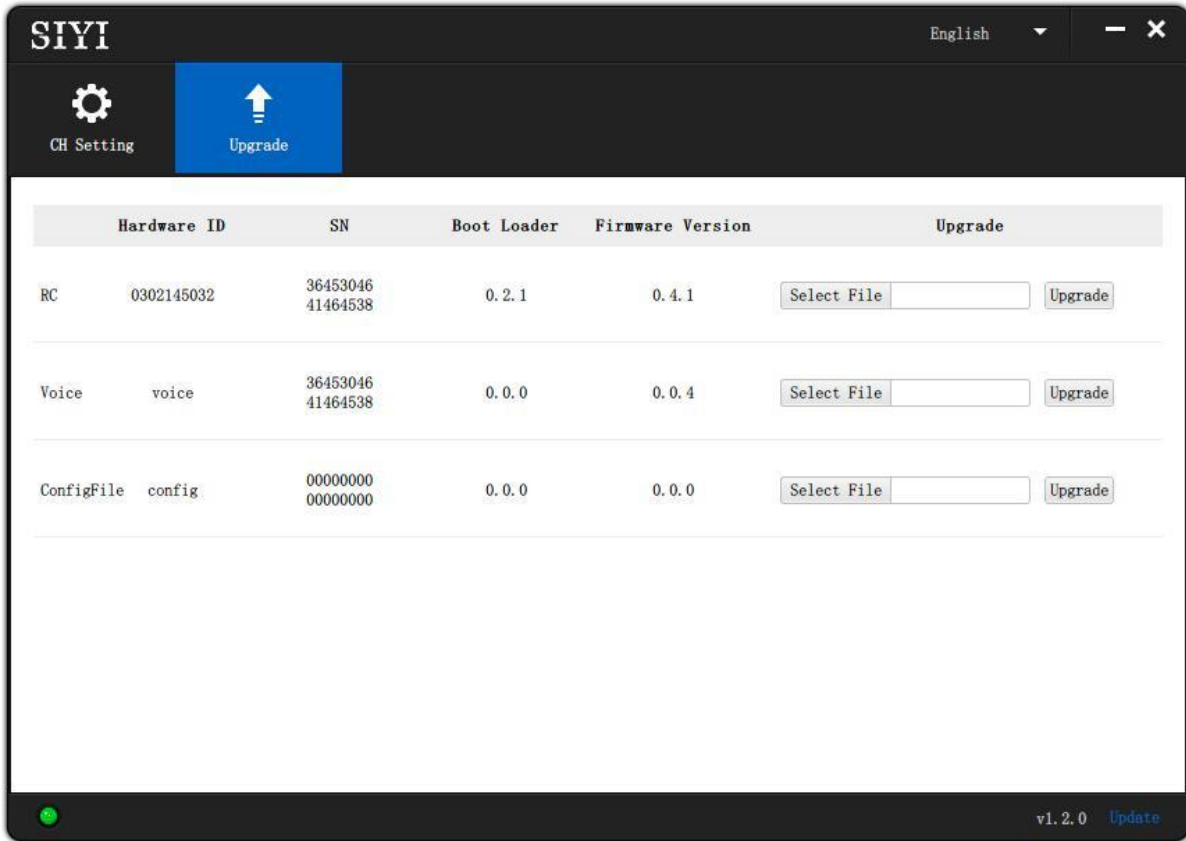 SIYI
English
CH Setting
Upgrade
Hardware ID SN Boot Loader Firmware Version Upgrade
RC 0302145032 36453046 41464538 0.2.1 0.4.1 Select File Upgrade
Voice voice 36453046 41464538 0.0.0 0.0.4 Select File Upgrade
ConfigFile config 00000000 00000000 0.0.0 0.0.0 Select File Upgrade
v1.2.0 Update